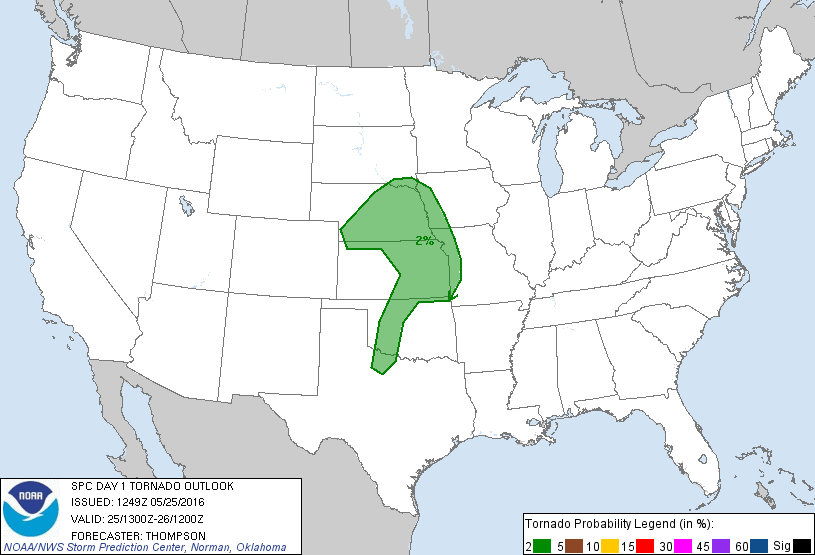 2%
NOAA
SPC DAY 1 TORNADO OUTLOOK
ISSUED: 1249Z 05/25/2016
VALID: 25/1300Z-26/1200Z
FORECASTER: THOMPSON
NOAA/NWS Storm Prediction Center, Norman, Oklahoma
Tornado Probability Legend (in %):
2 5 10 15 30 45 60 Sig